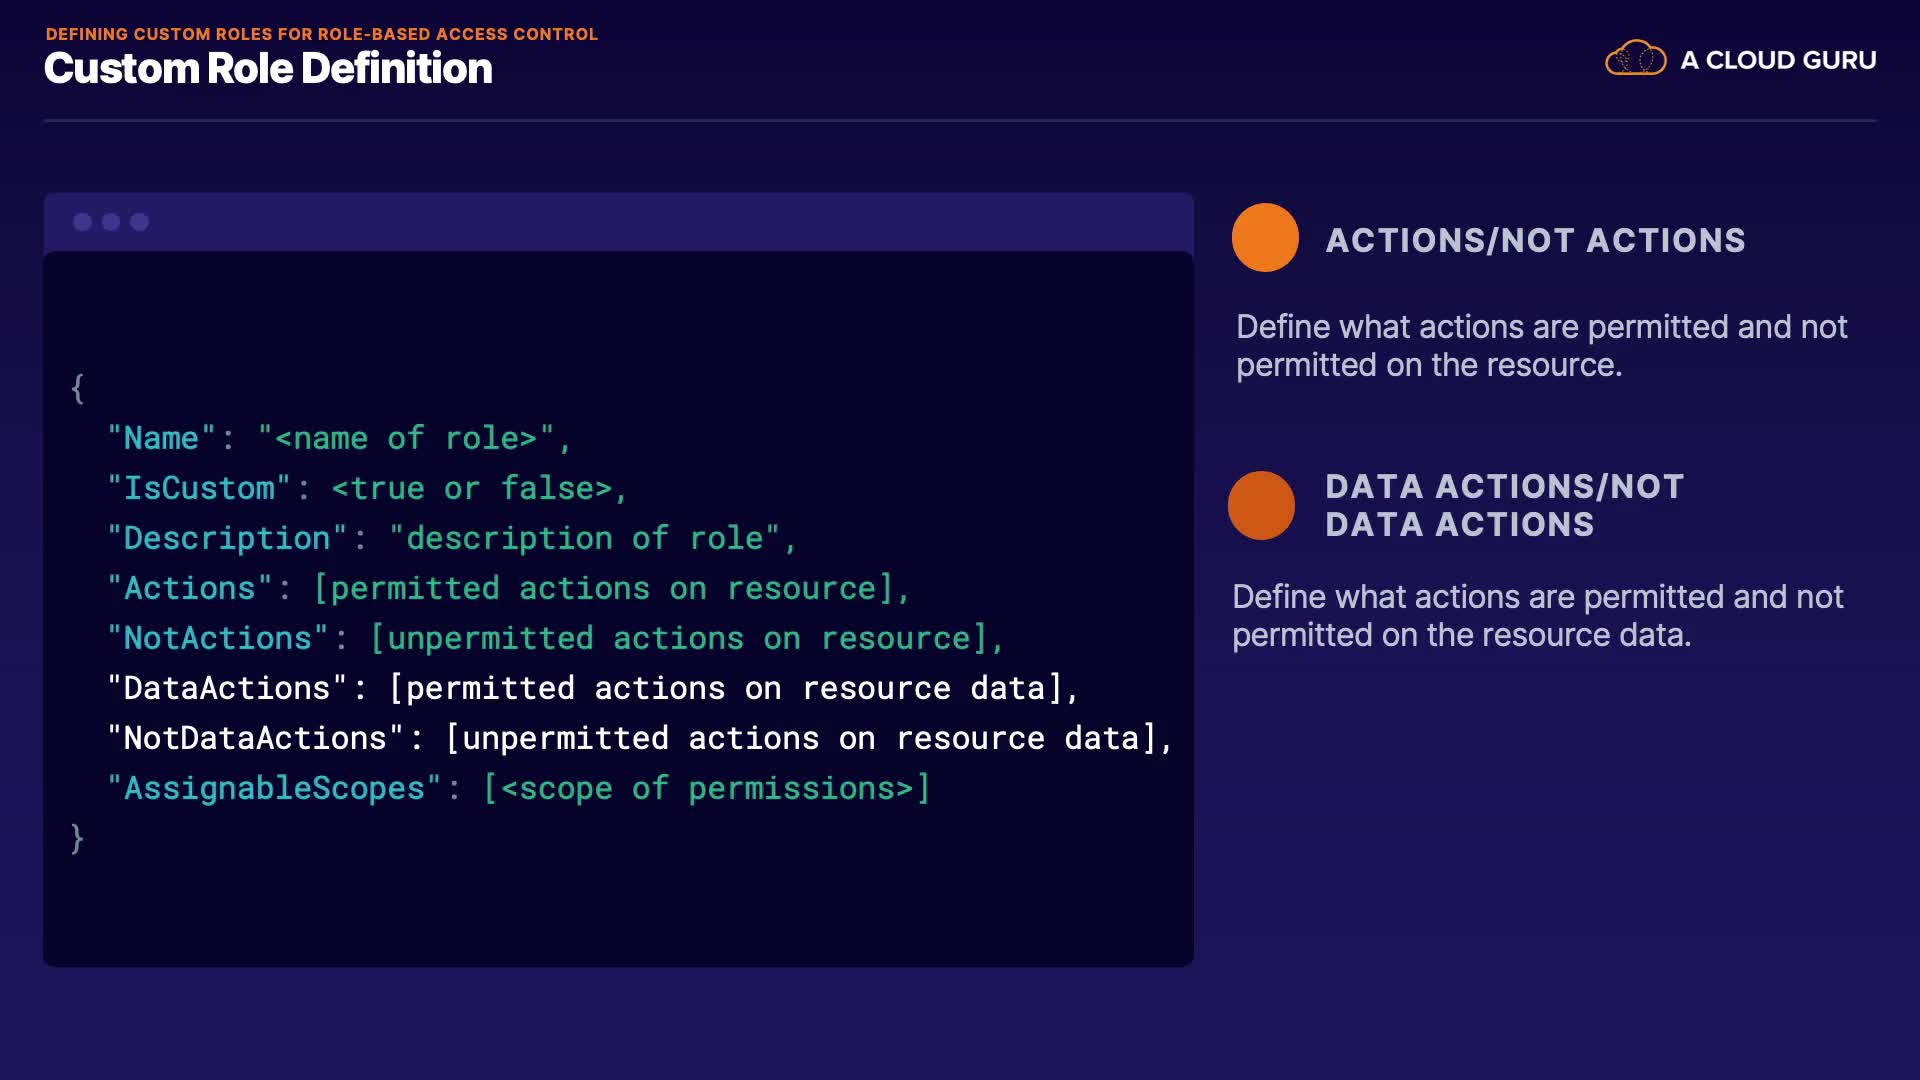 DEFINING CUSTOM ROLES FOR ROLE-BASED ACCESS CONTROL
Custom Role Definition
A CLOUD GURU
{
"Name": "<name of role>",
"IsCustom": <true or false>,
"Description": "description of role",
"Actions": [permitted actions on resource],
"NotActions": [unpermitted actions on resource],
"DataActions": [permitted actions on resource data],
"NotDataActions": [unpermitted actions on resource data],
"AssignableScopes": [<scope of permissions>]
}
ACTIONS/NOT ACTIONS
Define what actions are permitted and not
permitted on the resource.
DATA ACTIONS/NOT
DATA ACTIONS
Define what actions are permitted and not
permitted on the resource data.